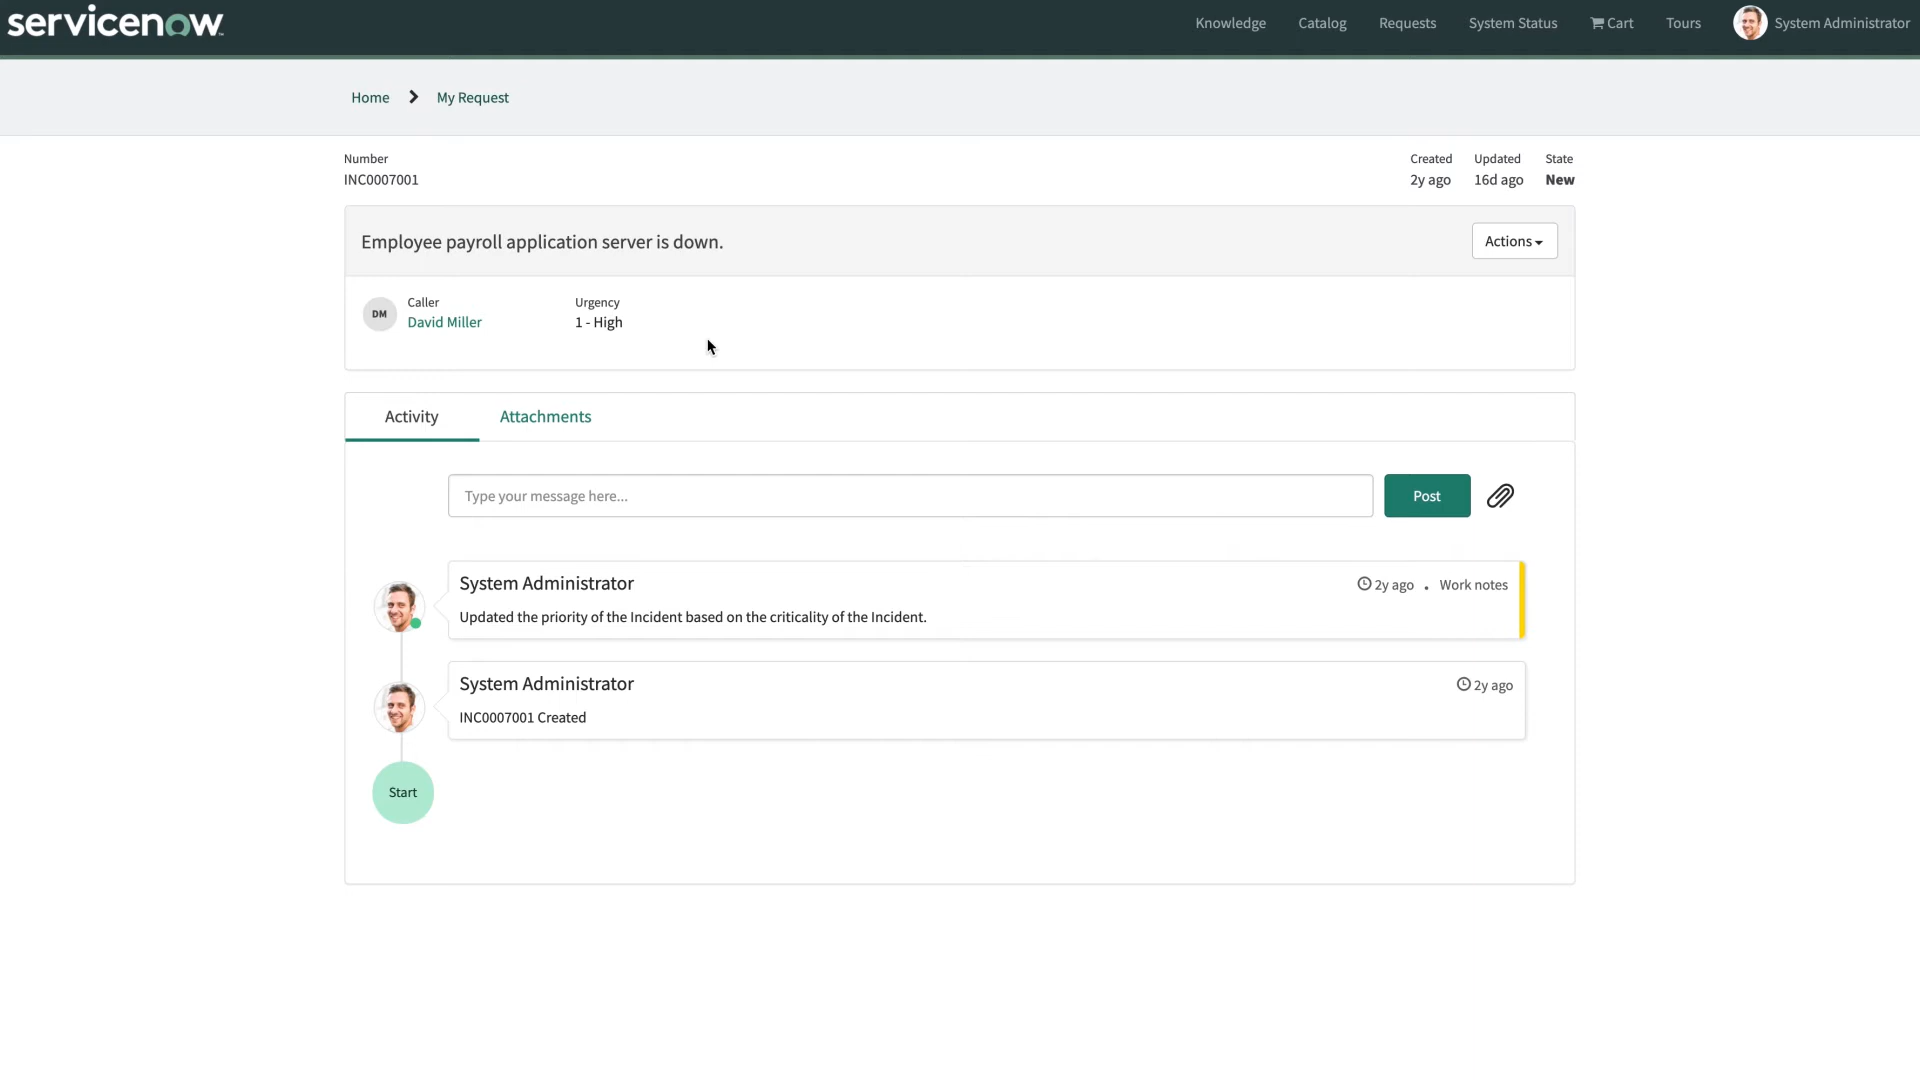 servicenow
Knowledge
Catalog
Requests
System Status
Cart
Tours
System Administrator
Home
My Request
Number
INC0007001
Created
2y ago
Updated
16d ago
State
New
Employee payroll application server is down.
Actions
DM
Caller
David Miller
Urgency
1 - High
Activity
Attachments
Type your message here...
Post
System Administrator
2y ago • Work notes
Updated the priority of the Incident based on the criticality of the Incident.
System Administrator
2y ago
INC0007001 Created
Start